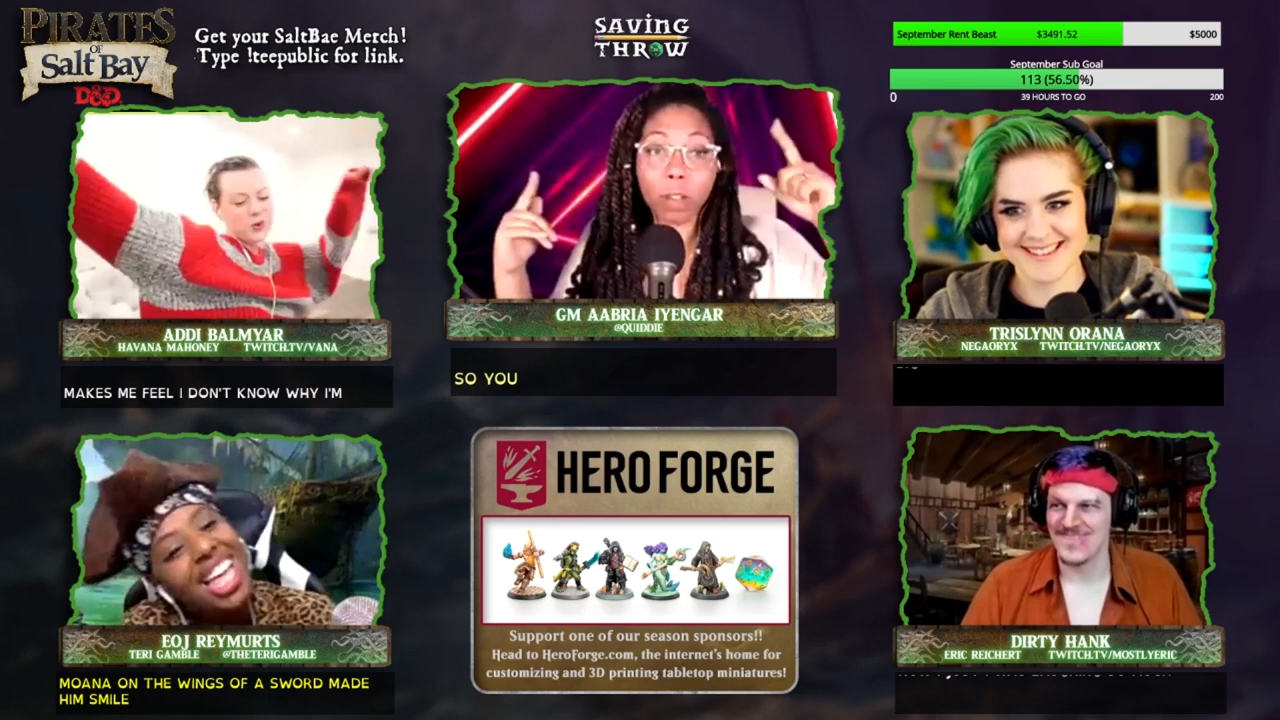 PIRATES
OF
Salt Bay
D&D
Get your SaltBae Merch!
Type !teepublic for link.
SAVING
THROW
September Rent Beast $3491.52 $5000
September Sub Goal
113 (56.50%)
0 39 HOURS TO GO 200
ADDI BALMYAR
HAVANA MAHONEY TWITCH.TV/VANA
MAKES ME FEEL I DON'T KNOW WHY I'M
GM AABRIA IYENGAR
@QUIDDIE
SO YOU
TRISLYNN ORANA
NEGAORYX TWITCH.TV/NEGAORYX
EOJ REYMURTS
TERI GAMBLE @THETERIGAMBLE
MOANA ON THE WINGS OF A SWORD MADE
HIM SMILE
HERO FORGE
Support one of our season sponsors!!
Head to HeroForge.com, the internet's home for
customizing and 3D printing tabletop miniatures!
DIRTY HANK
ERIC REICHERT TWITCH.TV/MOSTLYERIC